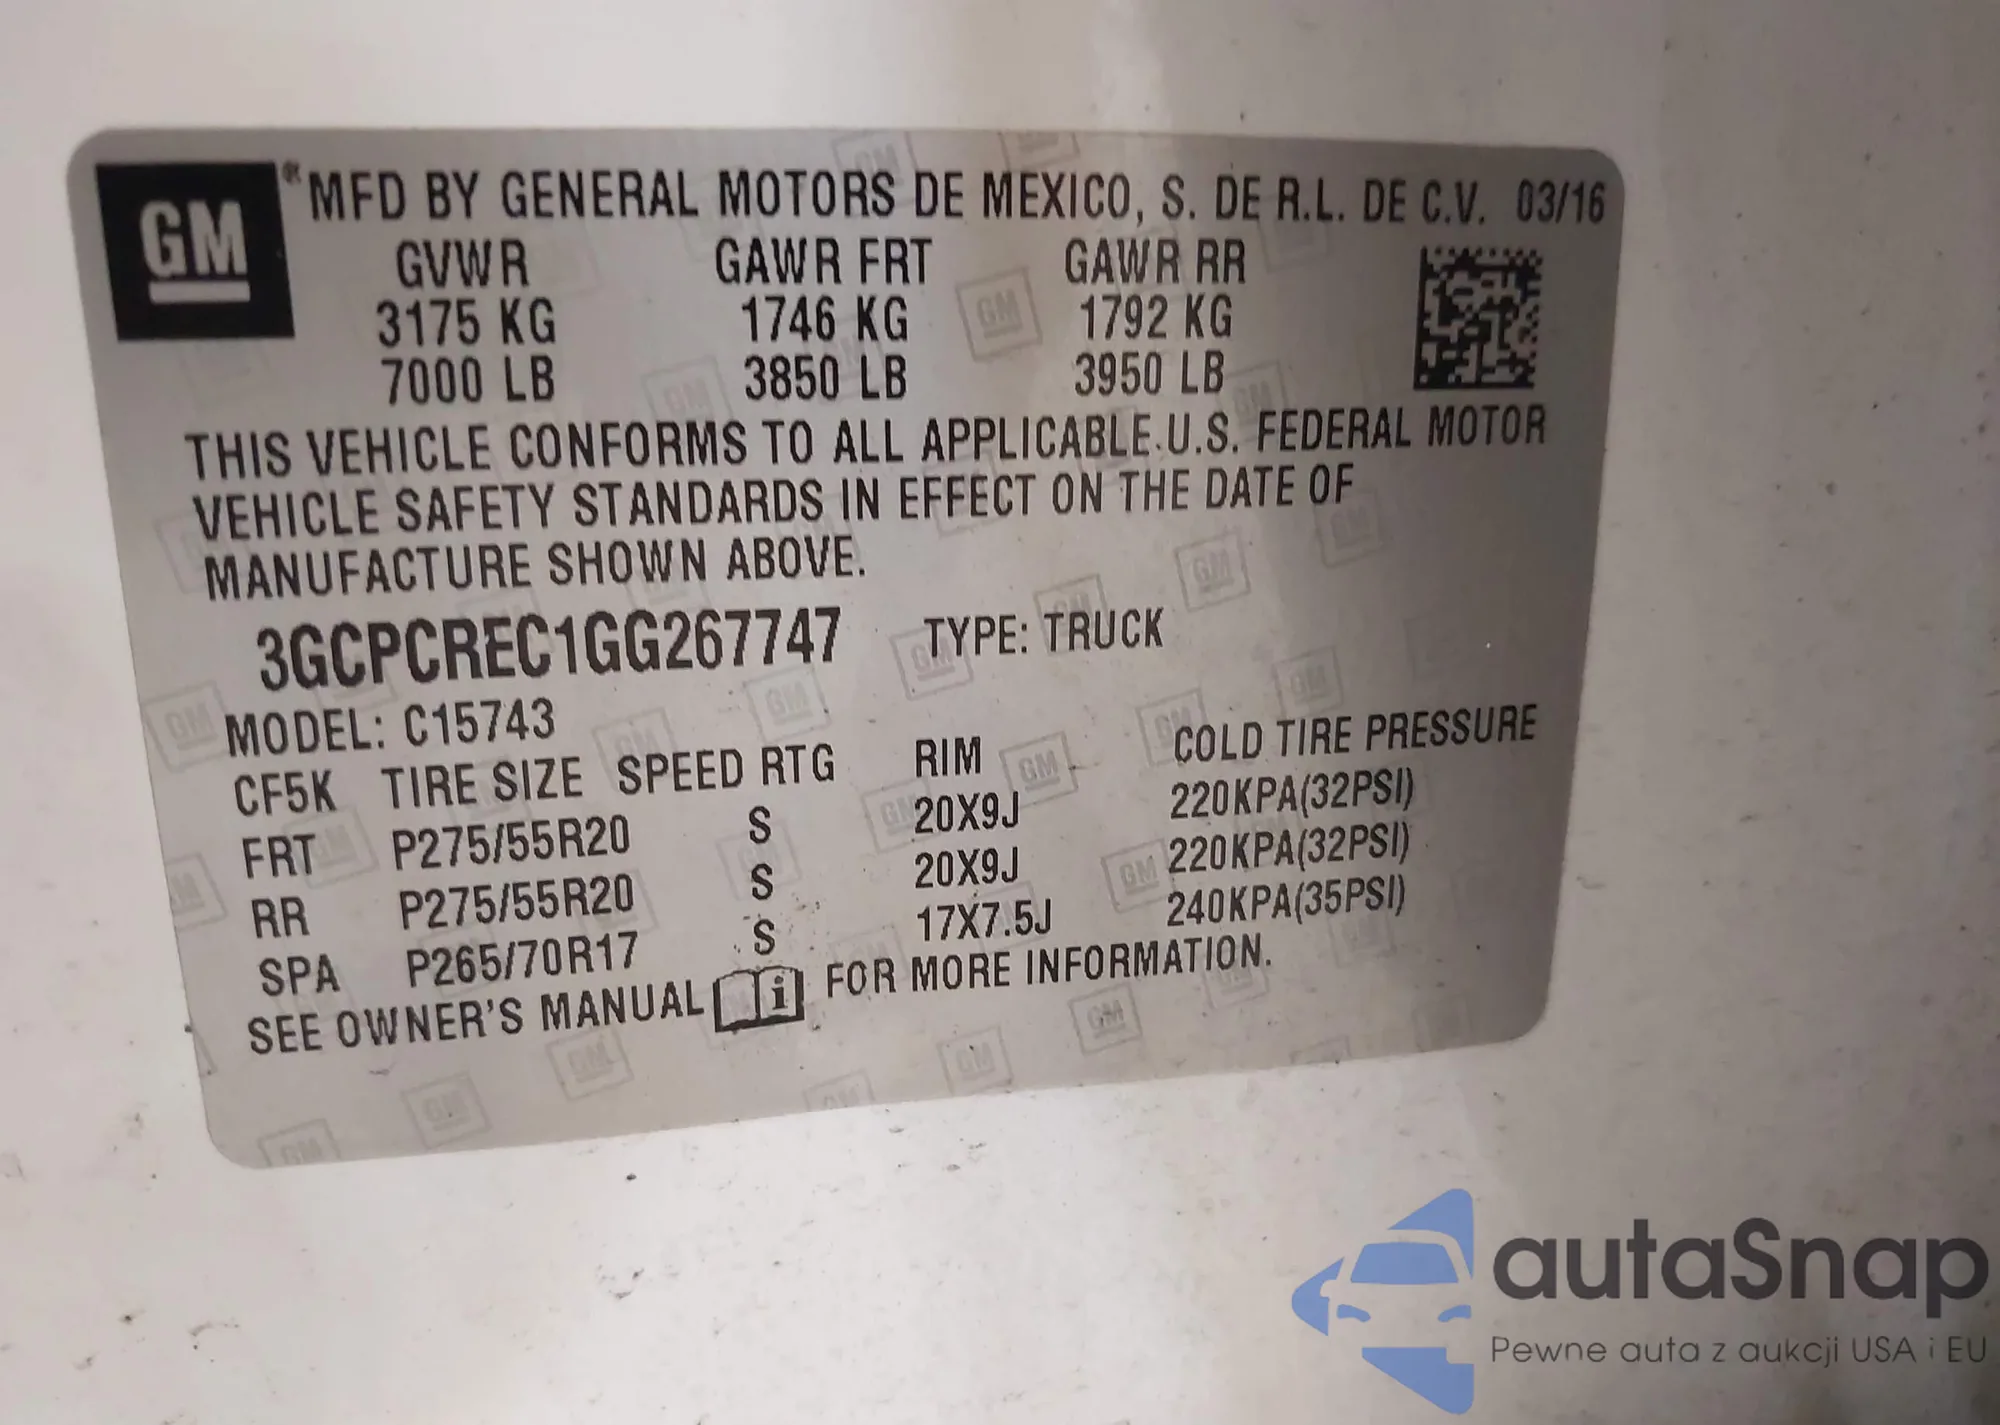 GM ® MFD BY GENERAL MOTORS DE MEXICO, S. DE R.L. DE C.V. 03/16
GVWR GAWR FRT GAWR RR
3175 KG 1746 KG 1792 KG
7000 LB 3850 LB 3950 LB
THIS VEHICLE CONFORMS TO ALL APPLICABLE U.S. FEDERAL MOTOR
VEHICLE SAFETY STANDARDS IN EFFECT ON THE DATE OF
MANUFACTURE SHOWN ABOVE.
3GCPCREC1GG267747 TYPE: TRUCK
MODEL: C15743
CF5K TIRE SIZE SPEED RTG RIM COLD TIRE PRESSURE
FRT P275/55R20 S 20X9J 220KPA(32PSI)
RR P275/55R20 S 20X9J 220KPA(32PSI)
SPA P265/70R17 S 17X7.5J 240KPA(35PSI)
SEE OWNER'S MANUAL i FOR MORE INFORMATION.
autaSnap
Pewne auta z aukcji USA i EU